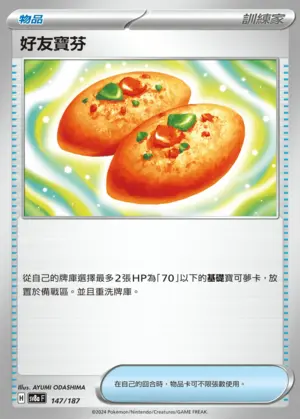 物品
訓練家
好友寶芬
從自己的牌庫選擇最多2張HP為「70」以下的基礎寶可夢卡，放
置於備戰區。並且重洗牌庫。
Illus. AYUMI ODASHIMA
H sv8a F 147/187
在自己的回合時，物品卡可不限張數使用。
©2024 Pokémon/Nintendo/Creatures/GAME FREAK.